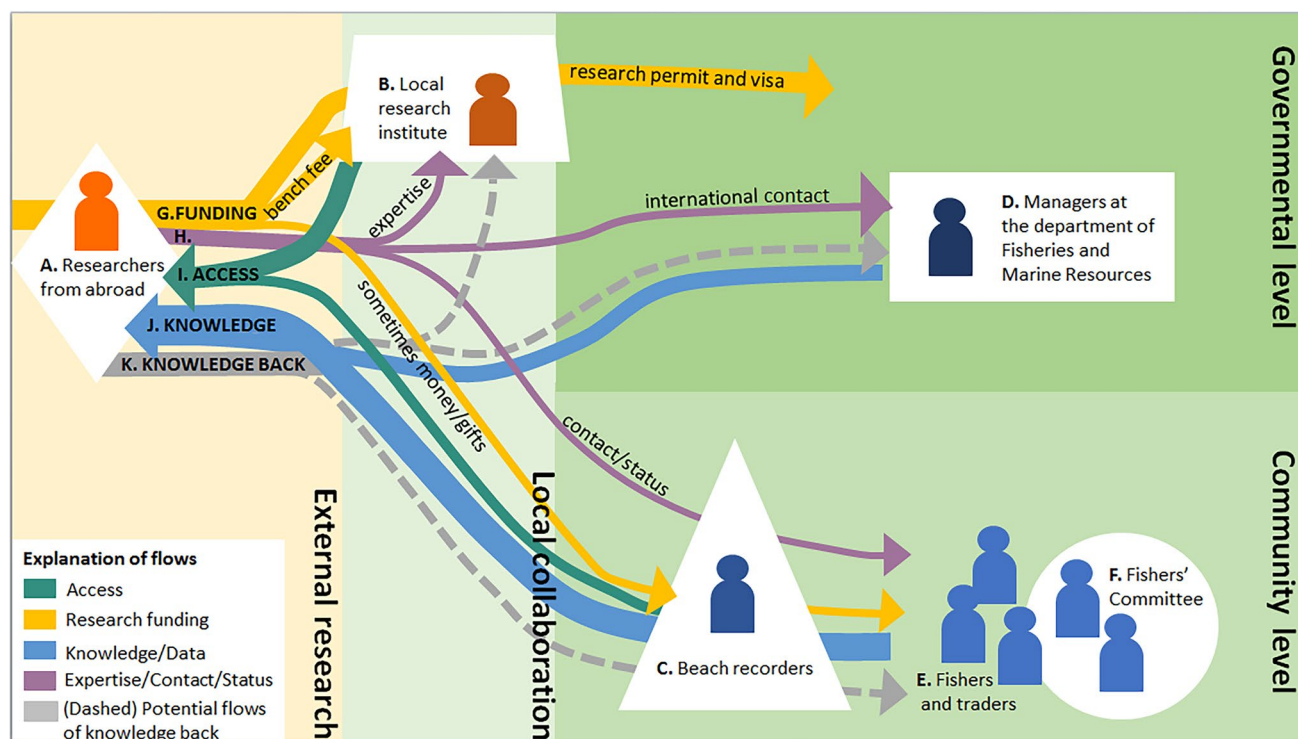 B. Local
research
institute
research permit and visa
Governmental level
bench fee
expertise
G.FUNDING
H.
international contact
D. Managers at
the department of
Fisheries and
Marine Resources
A. Researchers
from abroad
I. ACCESS
J. KNOWLEDGE
K. KNOWLEDGE BACK
sometimes money/gifts
contact/status
External research
Local collaboration
Community level
C. Beach recorders
E. Fishers
and traders
F. Fishers'
Committee
Explanation of flows
Access
Research funding
Knowledge/Data
Expertise/Contact/Status
(Dashed) Potential flows
of knowledge back